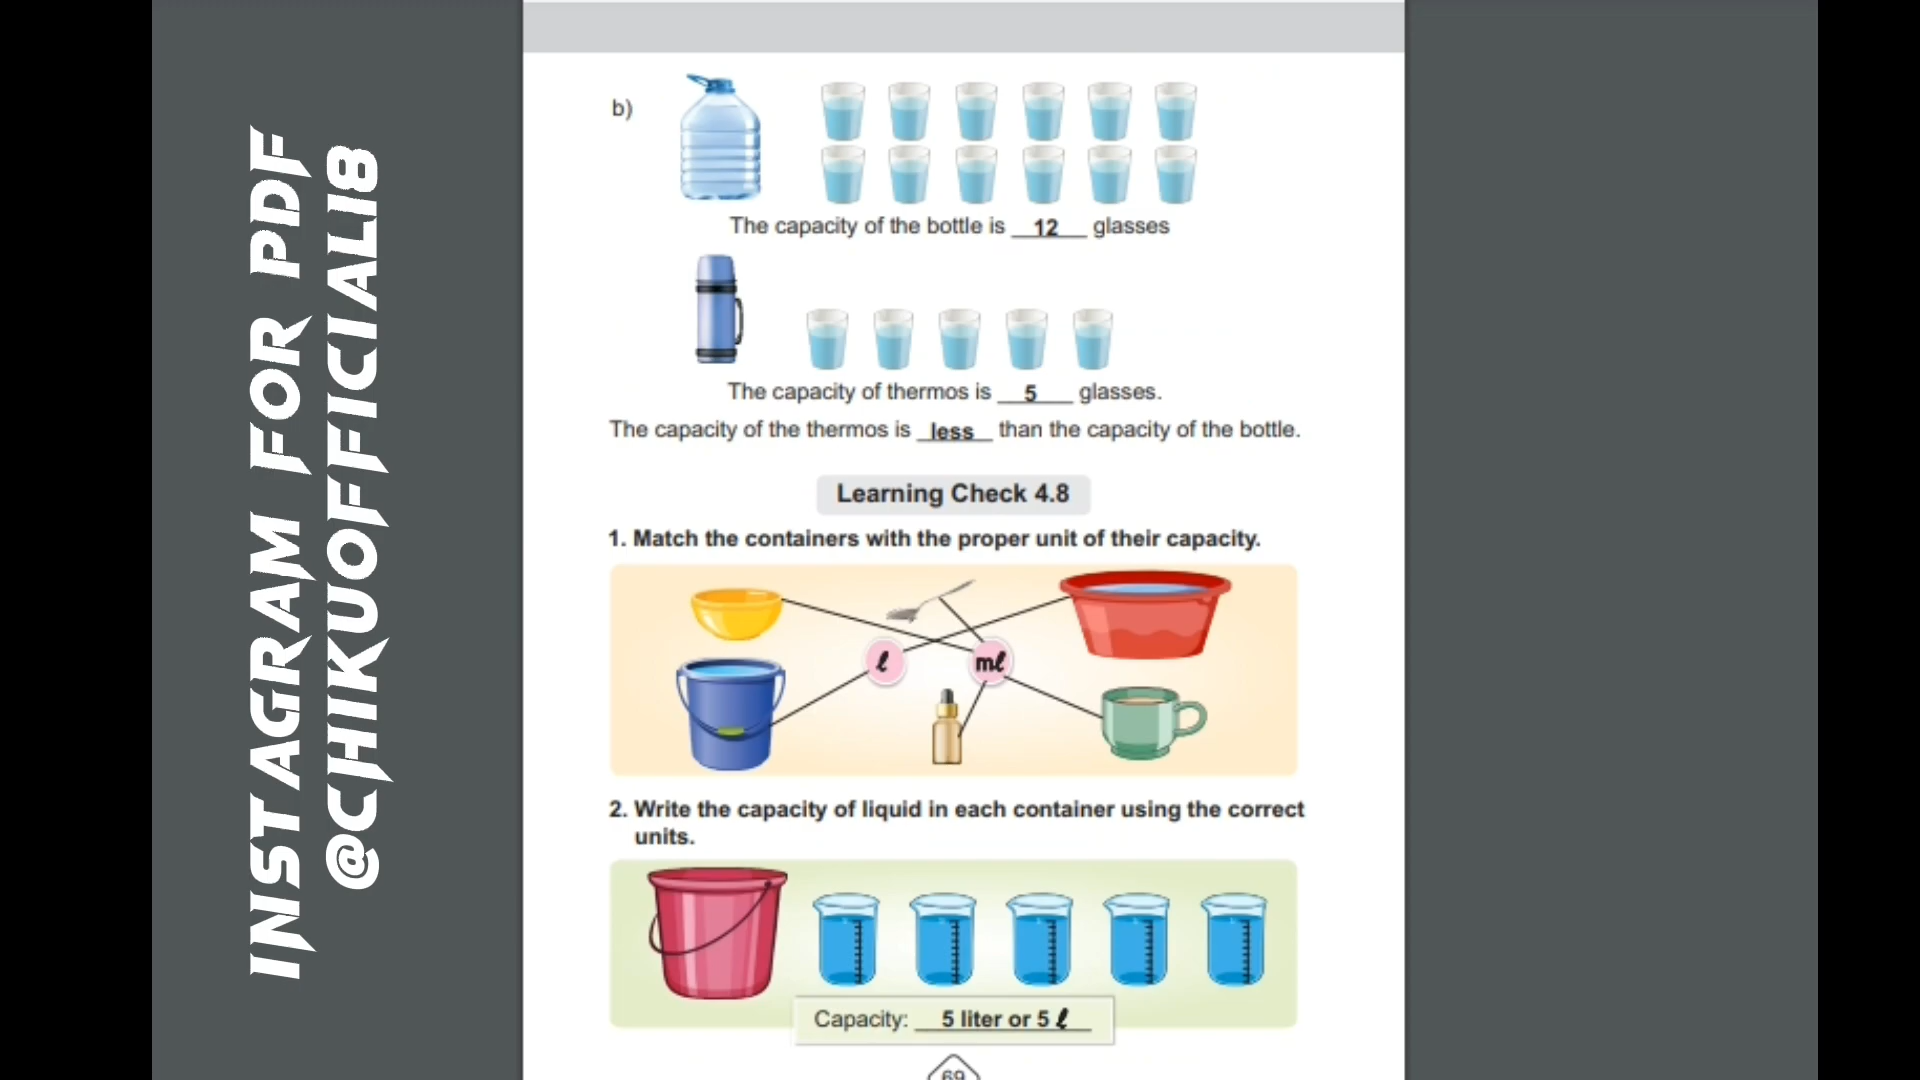 INSTAGRAM FOR PDF
@CHIKUOFFICIAL18
b)
The capacity of the bottle is 12 glasses
The capacity of thermos is 5 glasses.
The capacity of the thermos is less than the capacity of the bottle.
Learning Check 4.8
1. Match the containers with the proper unit of their capacity.
ℓ
mℓ
2. Write the capacity of liquid in each container using the correct
units.
Capacity: 5 liter or 5 ℓ
69